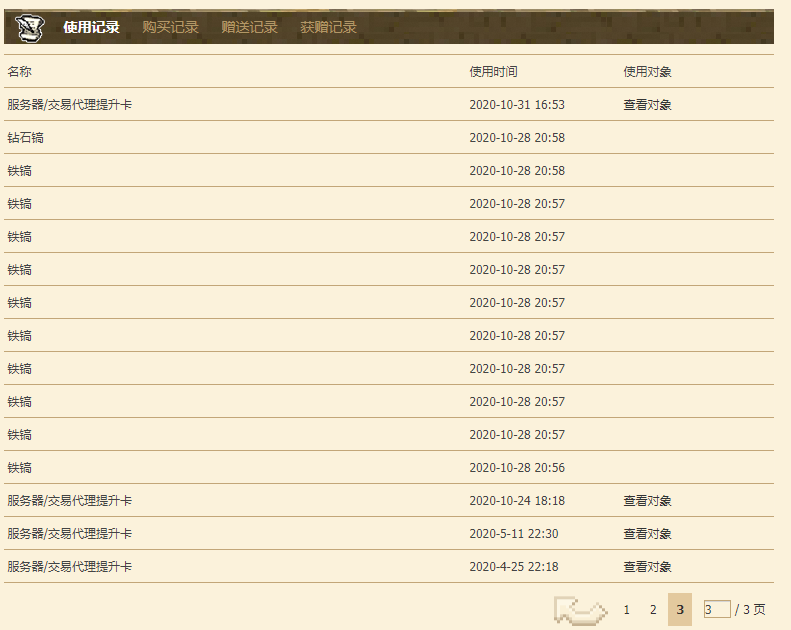 使用记录 购买记录 赠送记录 获赠记录
名称 使用时间 使用对象
服务器/交易代理提升卡 2020-10-31 16:53 查看对象
钻石镐 2020-10-28 20:58
铁镐 2020-10-28 20:58
铁镐 2020-10-28 20:57
铁镐 2020-10-28 20:57
铁镐 2020-10-28 20:57
铁镐 2020-10-28 20:57
铁镐 2020-10-28 20:57
铁镐 2020-10-28 20:57
铁镐 2020-10-28 20:57
铁镐 2020-10-28 20:57
铁镐 2020-10-28 20:56
服务器/交易代理提升卡 2020-10-24 18:18 查看对象
服务器/交易代理提升卡 2020-5-11 22:30 查看对象
服务器/交易代理提升卡 2020-4-25 22:18 查看对象
1 2 3 3 / 3 页